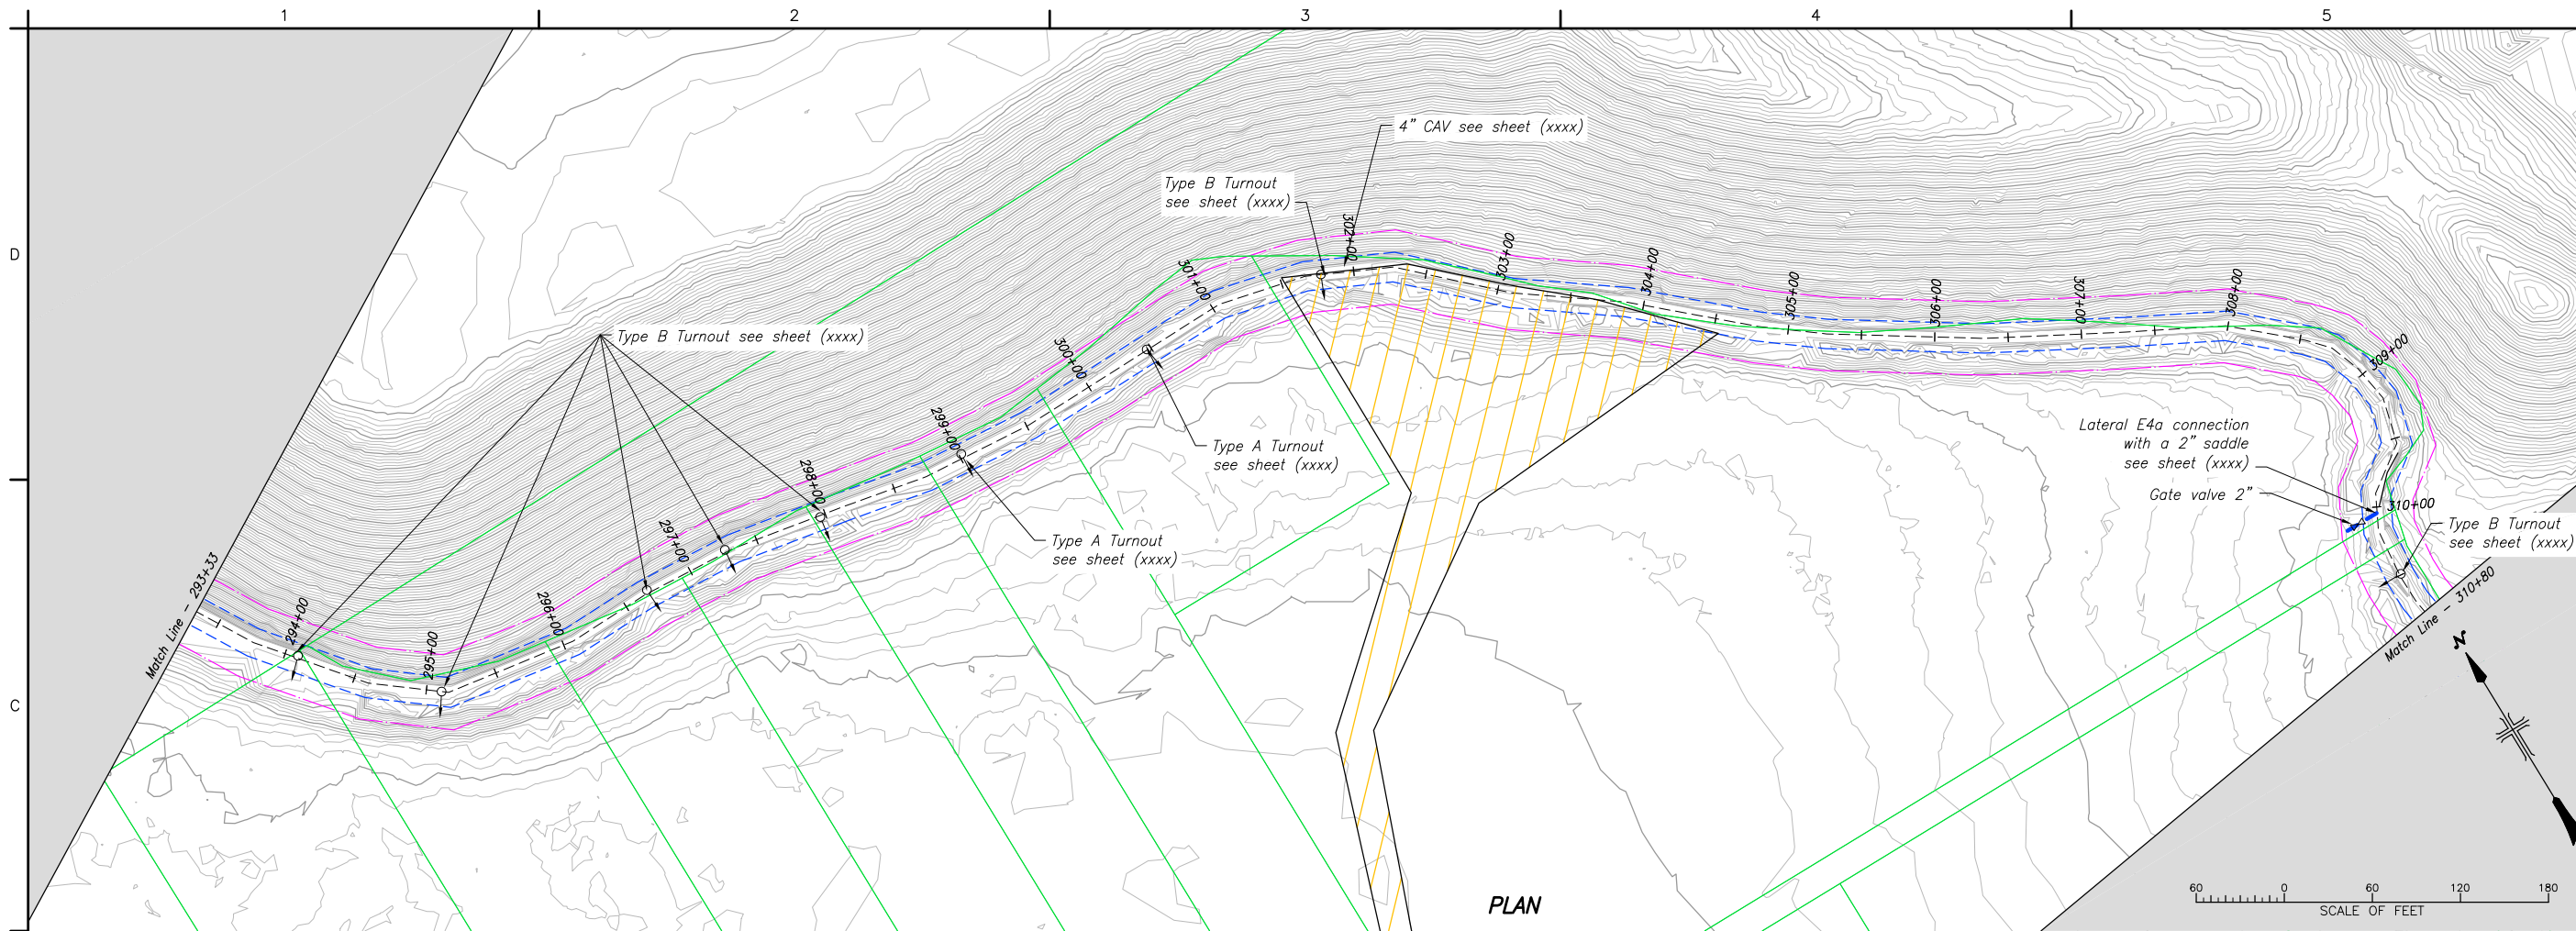 1 2 3 4 5
D
C
4" CAV see sheet (xxxx)
Type B Turnout
see sheet (xxxx)
Type B Turnout see sheet (xxxx)
Type A Turnout
see sheet (xxxx)
Type A Turnout
see sheet (xxxx)
Lateral E4a connection
with a 2" saddle
see sheet (xxxx)
Gate valve 2"
Type B Turnout
see sheet (xxxx)
Match Line - 293+33
294+00
295+00
296+00
297+00
298+00
299+00
300+00
301+00
302+00
303+00
304+00
305+00
306+00
307+00
308+00
309+00
310+00
Match Line - 310+80
N
PLAN
60 0 60 120 180
SCALE OF FEET